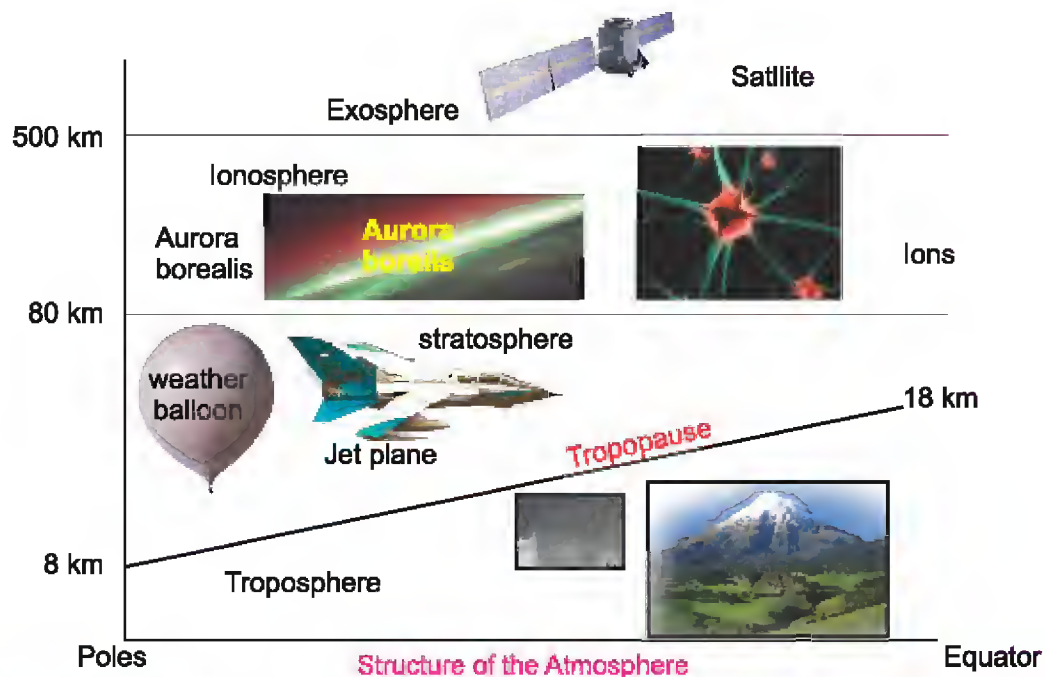 Satllite
Exosphere
500 km
Ionosphere
Aurora
borealis
Aurora
borealis
Ions
80 km
stratosphere
weather
balloon
18 km
Tropopause
Jet plane
8 km
Troposphere
Poles
Equator
Structure of the Atmosphere